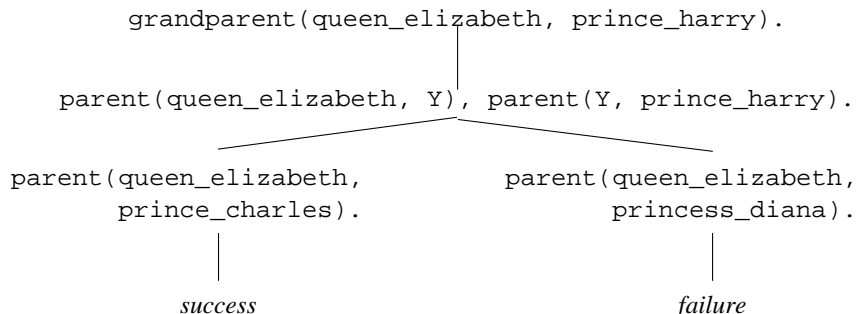 grandparent(queen_elizabeth, prince_harry).
parent(queen_elizabeth, Y), parent(Y, prince_harry).
parent(queen_elizabeth,
prince_charles).
parent(queen_elizabeth,
princess_diana).
success
failure